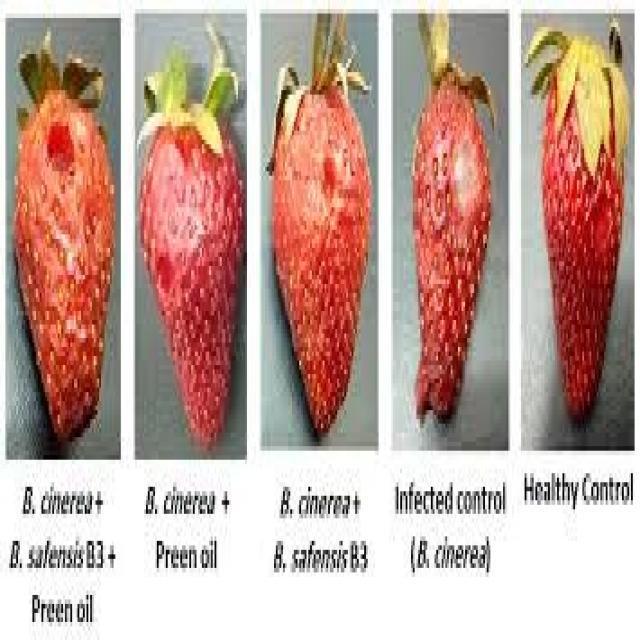 B. cinerea+
B. safensis B3 +
Preen oil
B. cinerea +
Preen oil
B. cinerea+
B. safensis B3
Infected control
(B. cinerea)
Healthy Control